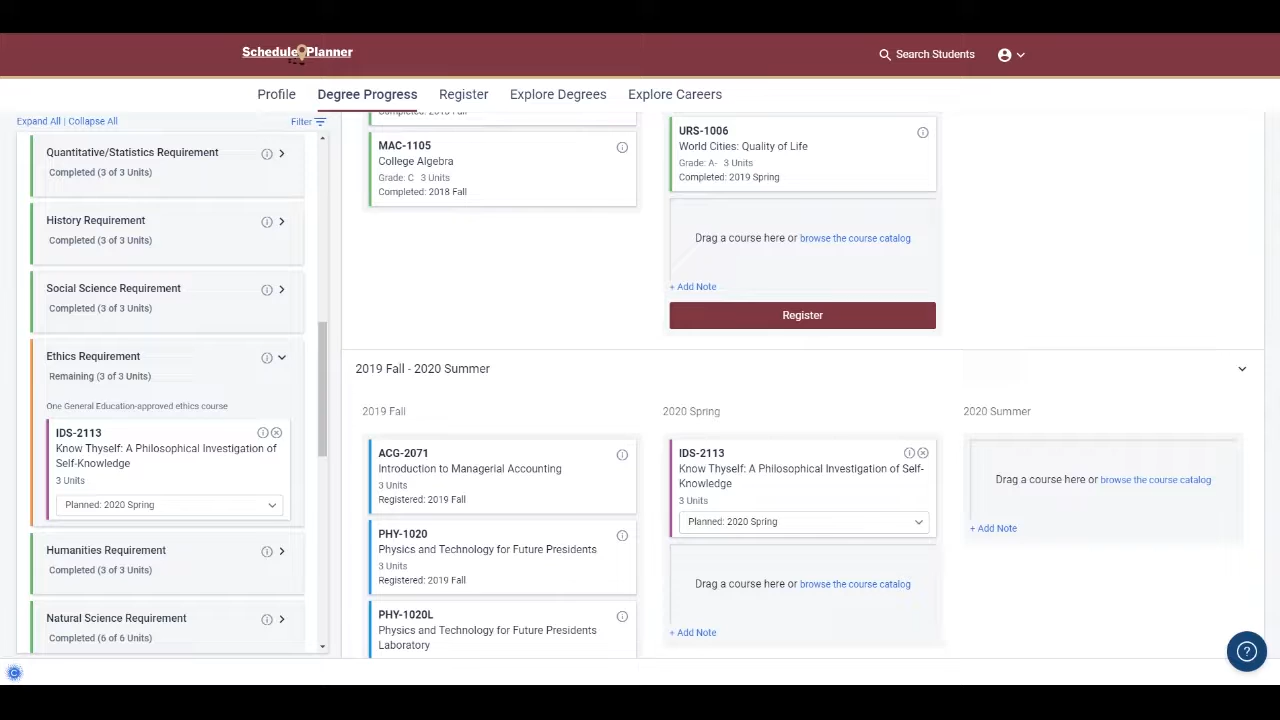 Schedule Planner
Search Students
Profile
Degree Progress
Register
Explore Degrees
Explore Careers
Expand All | Collapse All
Filter
Quantitative/Statistics Requirement
Completed (3 of 3 Units)
History Requirement
Completed (3 of 3 Units)
Social Science Requirement
Completed (3 of 3 Units)
Ethics Requirement
Remaining (3 of 3 Units)
One General Education-approved ethics course
IDS-2113
Know Thyself: A Philosophical Investigation of
Self-Knowledge
3 Units
Planned: 2020 Spring
Humanities Requirement
Completed (3 of 3 Units)
Natural Science Requirement
Completed (6 of 6 Units)
MAC-1105
College Algebra
Grade: C 3 Units
Completed: 2018 Fall
URS-1006
World Cities: Quality of Life
Grade: A- 3 Units
Completed: 2019 Spring
Drag a course here or browse the course catalog
+ Add Note
Register
2019 Fall - 2020 Summer
2019 Fall
ACG-2071
Introduction to Managerial Accounting
3 Units
Registered: 2019 Fall
PHY-1020
Physics and Technology for Future Presidents
3 Units
Registered: 2019 Fall
PHY-1020L
Physics and Technology for Future Presidents
Laboratory
2020 Spring
IDS-2113
Know Thyself: A Philosophical Investigation of Self-
Knowledge
3 Units
Planned: 2020 Spring
Drag a course here or browse the course catalog
+ Add Note
2020 Summer
Drag a course here or browse the course catalog
+ Add Note